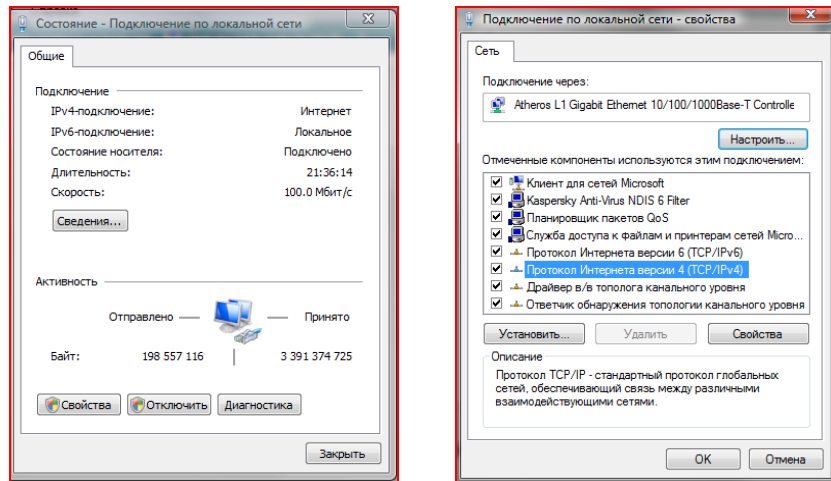 Состояние - Подключение по локальной сети
Общие
Подключение
IPv4-подключение: Интернет
IPv6-подключение: Локальное
Состояние носителя: Подключено
Длительность: 21:36:14
Скорость: 100.0 Мбит/с
Сведения...
Активность
Отправлено — — Принято
Байт: 198 557 116 3 391 374 725
Свойства Отключить Диагностика
Закрыть
Подключение по локальной сети - свойства
Сеть
Подключение через:
Atheros L1 Gigabit Ethernet 10/100/1000Base-T Controlle
Настроить...
Отмеченные компоненты используются этим подключением:
Клиент для сетей Microsoft
Kaspersky Anti-Virus NDIS 6 Filter
Планировщик пакетов QoS
Служба доступа к файлам и принтерам сетей Micro...
Протокол Интернета версии 6 (TCP/IPv6)
Протокол Интернета версии 4 (TCP/IPv4)
Драйвер в/в тополога канального уровня
Ответчик обнаружения топологии канального уровня
Установить... Удалить Свойства
Описание
Протокол TCP/IP - стандартный протокол глобальных
сетей, обеспечивающий связь между различными
взаимодействующими сетями.
OK Отмена